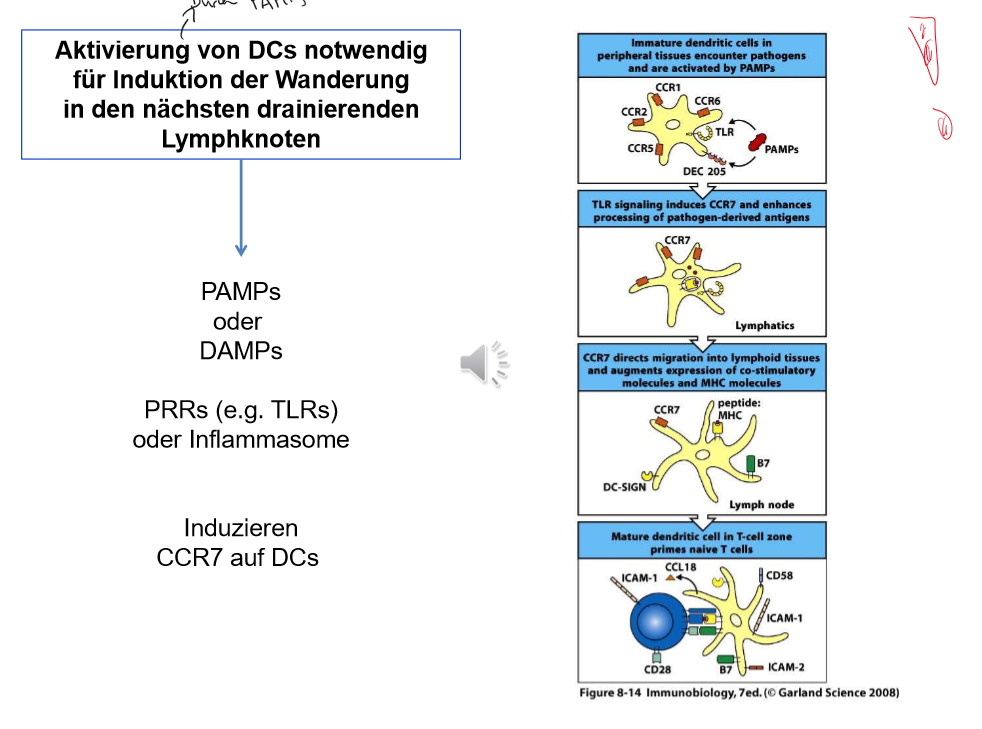 durch PAMPs
Aktivierung von DCs notwendig
für Induktion der Wanderung
in den nächsten drainierenden
Lymphknoten
PAMPs
oder
DAMPs
PRRs (e.g. TLRs)
oder Inflammasome
Induzieren
CCR7 auf DCs
Immature dendritic cells in
peripheral tissues encounter pathogens
and are activated by PAMPs
CCR1
CCR6
CCR2
TLR
CCR5
PAMPs
DEC 205
TLR signaling induces CCR7 and enhances
processing of pathogen-derived antigens
CCR7
Lymphatics
CCR7 directs migration into lymphoid tissues
and augments expression of co-stimulatory
molecules and MHC molecules
peptide:
MHC
CCR7
B7
DC-SIGN
Lymph node
Mature dendritic cell in T-cell zone
primes naive T cells
CCL18
ICAM-1
CD58
ICAM-1
CD28
B7
ICAM-2
Figure 8-14 Immunobiology, 7ed. (© Garland Science 2008)